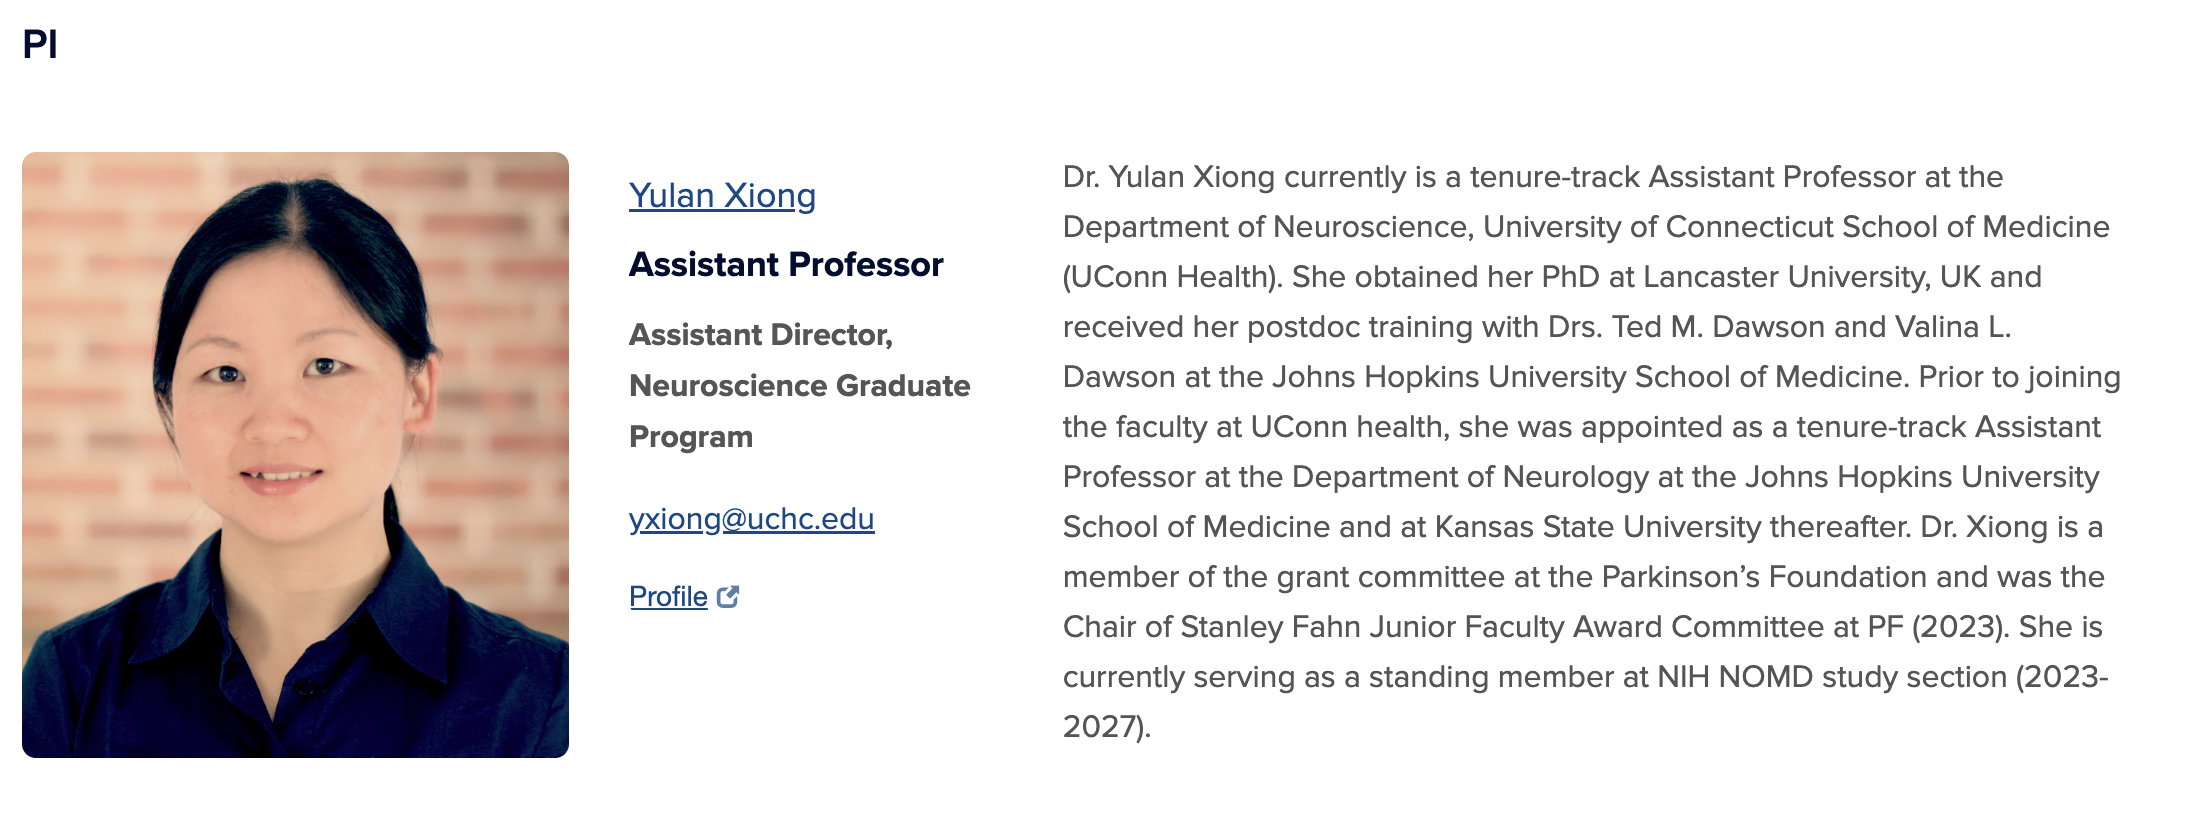 PI
Yulan Xiong
Assistant Professor
Assistant Director,
Neuroscience Graduate
Program
yxiong@uchc.edu
Profile
Dr. Yulan Xiong currently is a tenure-track Assistant Professor at the
Department of Neuroscience, University of Connecticut School of Medicine
(UConn Health). She obtained her PhD at Lancaster University, UK and
received her postdoc training with Drs. Ted M. Dawson and Valina L.
Dawson at the Johns Hopkins University School of Medicine. Prior to joining
the faculty at UConn health, she was appointed as a tenure-track Assistant
Professor at the Department of Neurology at the Johns Hopkins University
School of Medicine and at Kansas State University thereafter. Dr. Xiong is a
member of the grant committee at the Parkinson’s Foundation and was the
Chair of Stanley Fahn Junior Faculty Award Committee at PF (2023). She is
currently serving as a standing member at NIH NOMD study section (2023-
2027).